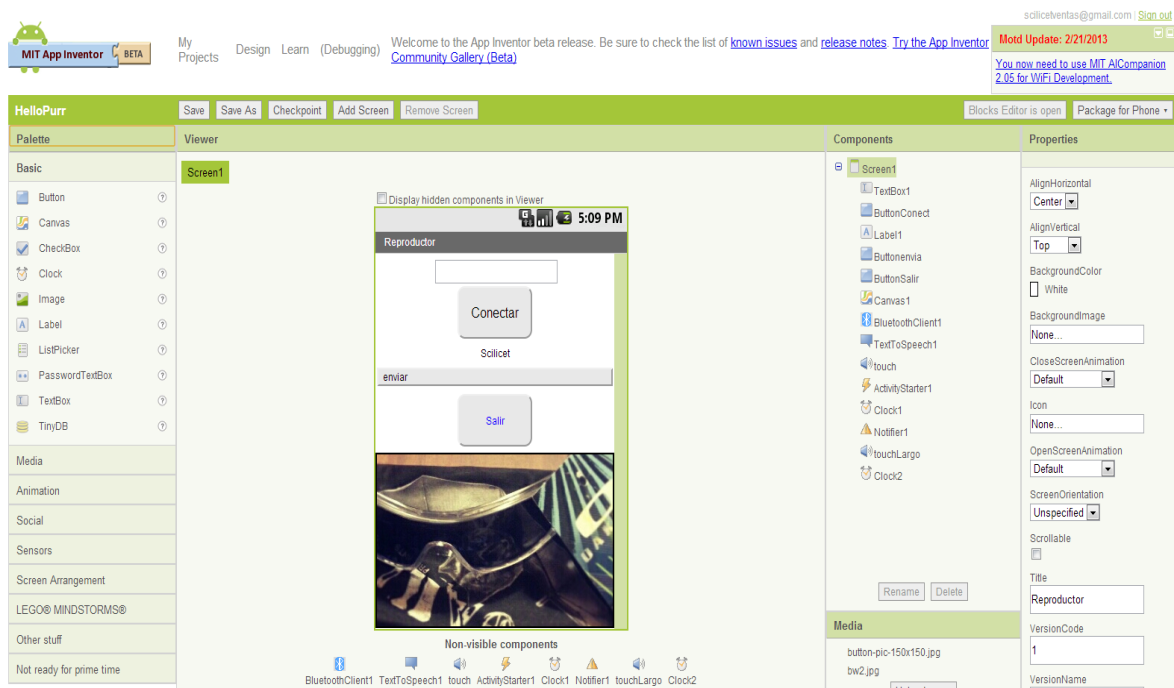 scilicetventas@gmail.com | Sign out
MIT App Inventor BETA
My Projects
Design
Learn
(Debugging)
Welcome to the App Inventor beta release. Be sure to check the list of known issues and release notes. Try the App Inventor
Community Gallery (Beta)
Motd Update: 2/21/2013
You now need to use MIT AICompanion
2.05 for WiFi Development.
HelloPurr
Save
Save As
Checkpoint
Add Screen
Remove Screen
Blocks Editor is open
Package for Phone
Palette
Basic
Button
Canvas
CheckBox
Clock
Image
Label
ListPicker
PasswordTextBox
TextBox
TinyDB
Media
Animation
Social
Sensors
Screen Arrangement
LEGO® MINDSTORMS®
Other stuff
Not ready for prime time
Viewer
Screen1
Display hidden components in Viewer
5:09 PM
Reproductor
Conectar
Scilicet
enviar
Salir
Non-visible components
BluetoothClient1
TextToSpeech1
touch
ActivityStarter1
Clock1
Notifier1
touchLargo
Clock2
Components
Screen1
TextBox1
ButtonConect
Label1
Buttonenvia
ButtonSalir
Canvas1
BluetoothClient1
TextToSpeech1
touch
ActivityStarter1
Clock1
Notifier1
touchLargo
Clock2
Rename
Delete
Media
button-pic-150x150.jpg
bw2.jpg
Properties
AlignHorizontal
Center
AlignVertical
Top
BackgroundColor
White
BackgroundImage
None...
CloseScreenAnimation
Default
Icon
None...
OpenScreenAnimation
Default
ScreenOrientation
Unspecified
Scrollable
Title
Reproductor
VersionCode
1
VersionName